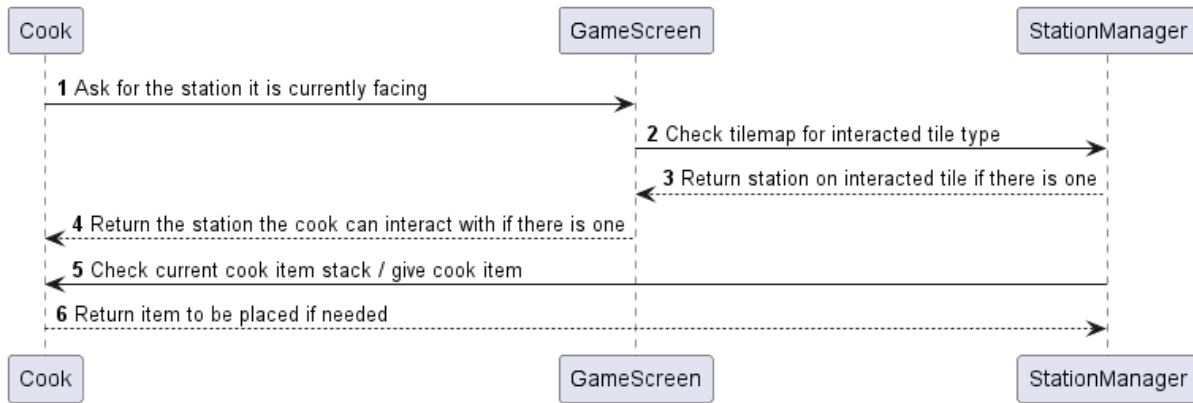 Cook GameScreen StationManager
1 Ask for the station it is currently facing
2 Check tilemap for interacted tile type
3 Return station on interacted tile if there is one
4 Return the station the cook can interact with if there is one
5 Check current cook item stack / give cook item
6 Return item to be placed if needed
Cook GameScreen StationManager